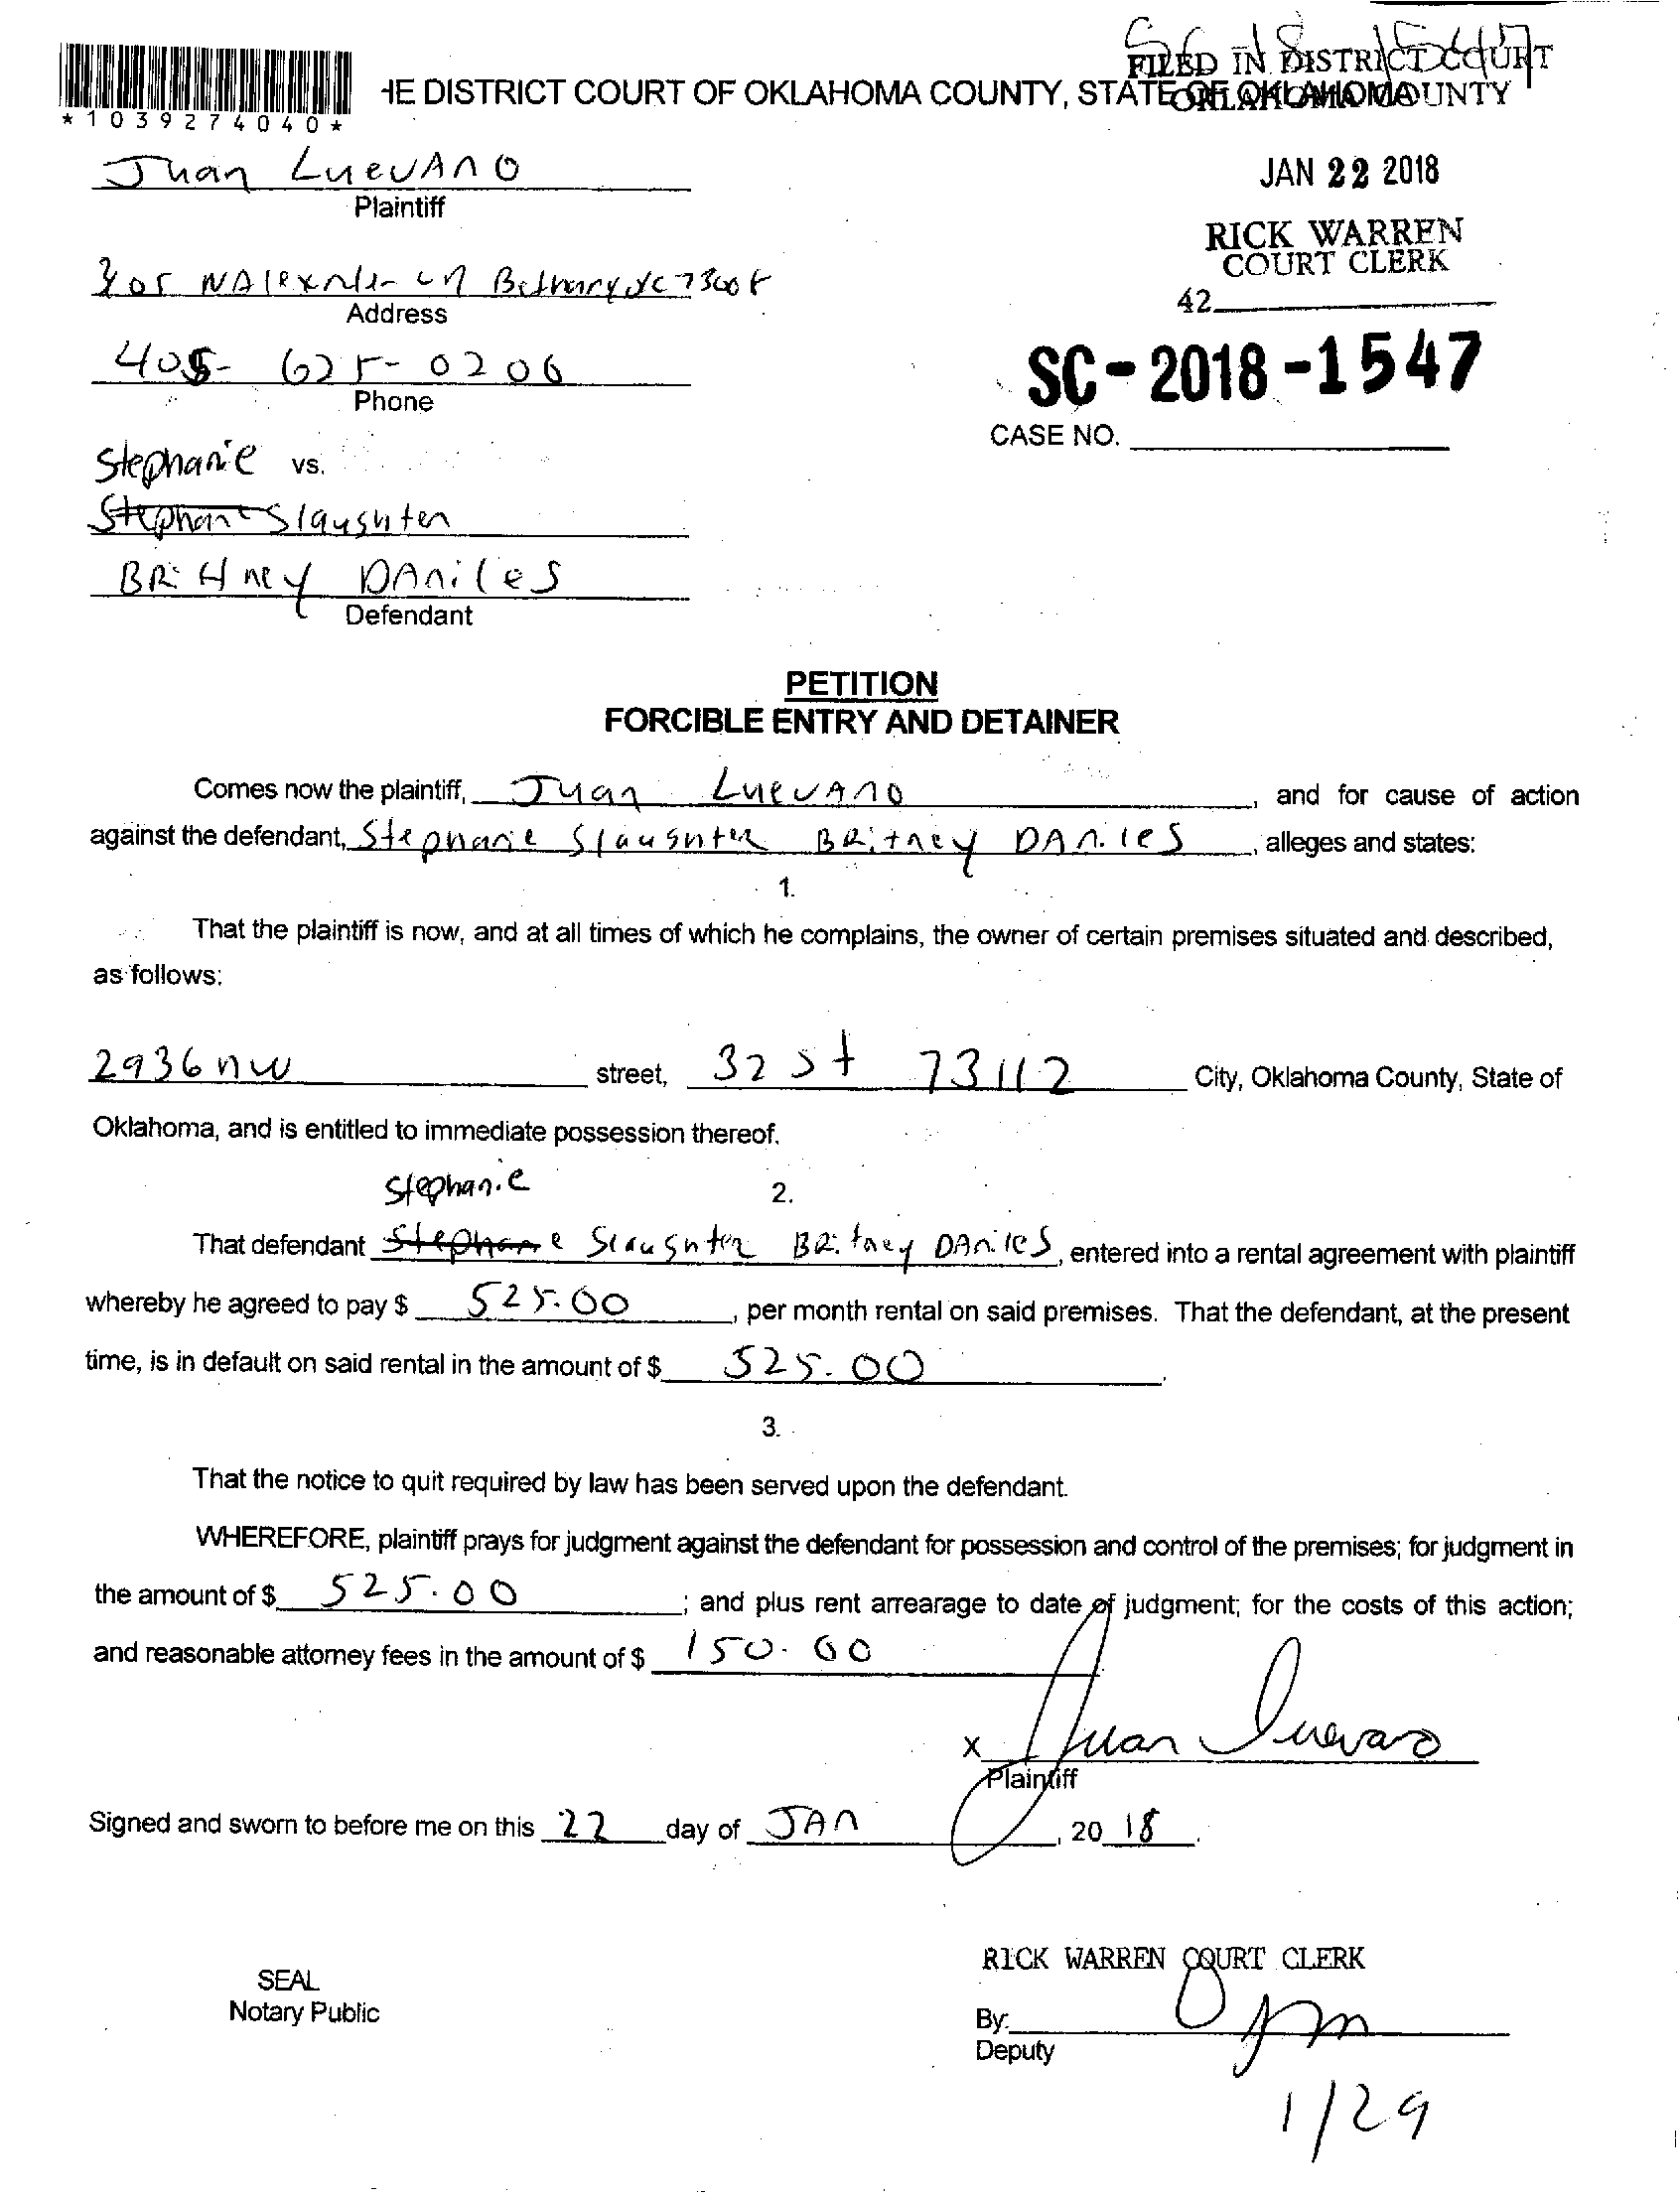 FILED IN DISTRICT COURT
HE DISTRICT COURT OF OKLAHOMA COUNTY, STATE OF OKLAHOMA
OKLAHOMA COUNTY
*1039274040*
Juan LuevAno
Plaintiff
JAN 22 2018
RICK WARREN
COURT CLERK
42
Bethany 7300
Address
405- 625-0206
Phone
SC-2018-1547
CASE NO.
Stephanie vs.
Slaughter
BRitney DAniles
Defendant
PETITION
FORCIBLE ENTRY AND DETAINER
Comes now the plaintiff, Juan LuevAno, and for cause of action
against the defendant, Stephanie Slaughter BRitney DAniles, alleges and states:
1.
That the plaintiff is now, and at all times of which he complains, the owner of certain premises situated and described,
as follows:
2936 nw street, 32 st 73112 City, Oklahoma County, State of
Oklahoma, and is entitled to immediate possession thereof.
Stephanie
2.
That defendant Slaughter BRitney DAniles, entered into a rental agreement with plaintiff
whereby he agreed to pay $ 525.00, per month rental on said premises. That the defendant, at the present
time, is in default on said rental in the amount of $ 525.00.
3.
That the notice to quit required by law has been served upon the defendant.
WHEREFORE, plaintiff prays for judgment against the defendant for possession and control of the premises; for judgment in
the amount of $ 525.00; and plus rent arrearage to date of judgment; for the costs of this action;
and reasonable attorney fees in the amount of $ 150.00
x Juan Luevano
Plaintiff
Signed and sworn to before me on this 22 day of JAn, 20 18.
RICK WARREN COURT CLERK
SEAL
Notary Public
By:
Deputy
1/29